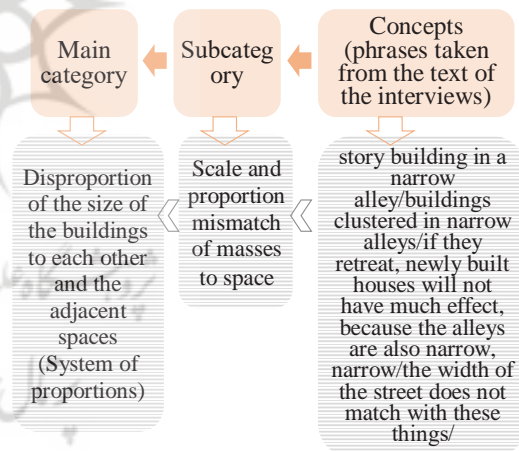 Main
category
Subcateg
ory
Concepts
(phrases taken
from the text of
the interviews)
Disproportion
of the size of
the buildings
to each other
and the
adjacent
spaces
(System of
proportions)
Scale and
proportion
mismatch
of masses
to space
story building in a
narrow
alley/buildings
clustered in narrow
alleys/if they
retreat, newly built
houses will not
have much effect,
because the alleys
are also narrow,
narrow/the width of
the street does not
match with these
things/